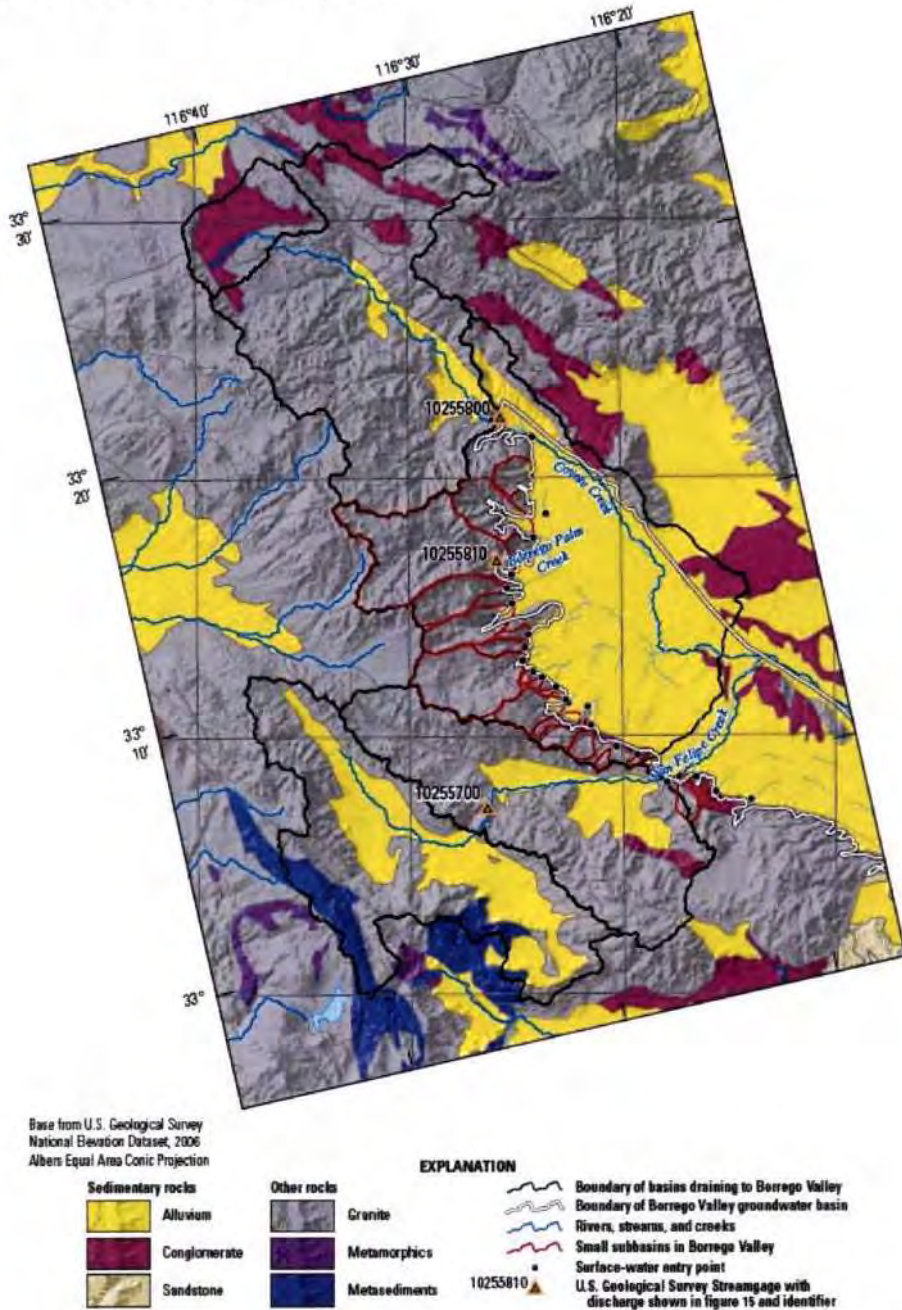 116°20'
116°30'
116°40'
33°
30'
10255800
33°
20'
Coyote Creek
10255810
Borrego Palm
Creek
33°
10'
San Felipe Creek
10255700
33°
Base from U.S. Geological Survey
National Elevation Dataset, 2006
Albers Equal Area Conic Projection
EXPLANATION
Sedimentary rocks
Alluvium
Conglomerate
Sandstone
Other rocks
Granite
Metamorphics
Metasediments
Boundary of basins draining to Borrego Valley
Boundary of Borrego Valley groundwater basin
Rivers, streams, and creeks
Small subbasins in Borrego Valley
Surface-water entry point
10255810 U.S. Geological Survey Streamgage with
discharge shown in figure 15 and identifier